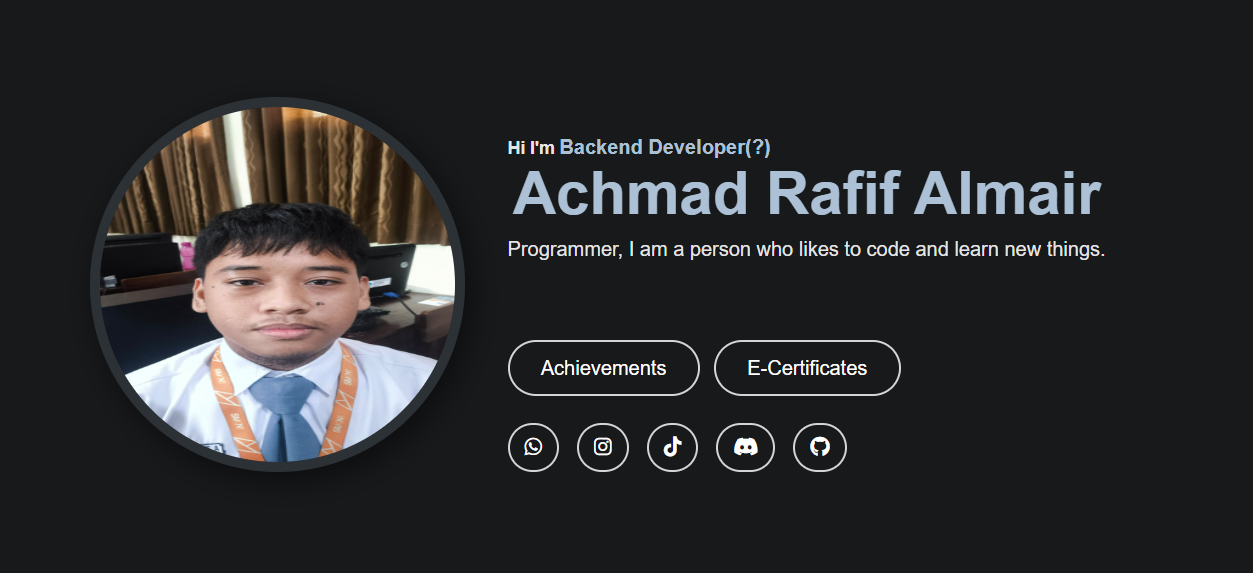 Hi I'm Backend Developer(?)
Achmad Rafif Almair
Programmer, I am a person who likes to code and learn new things.
Achievements
E-Certificates